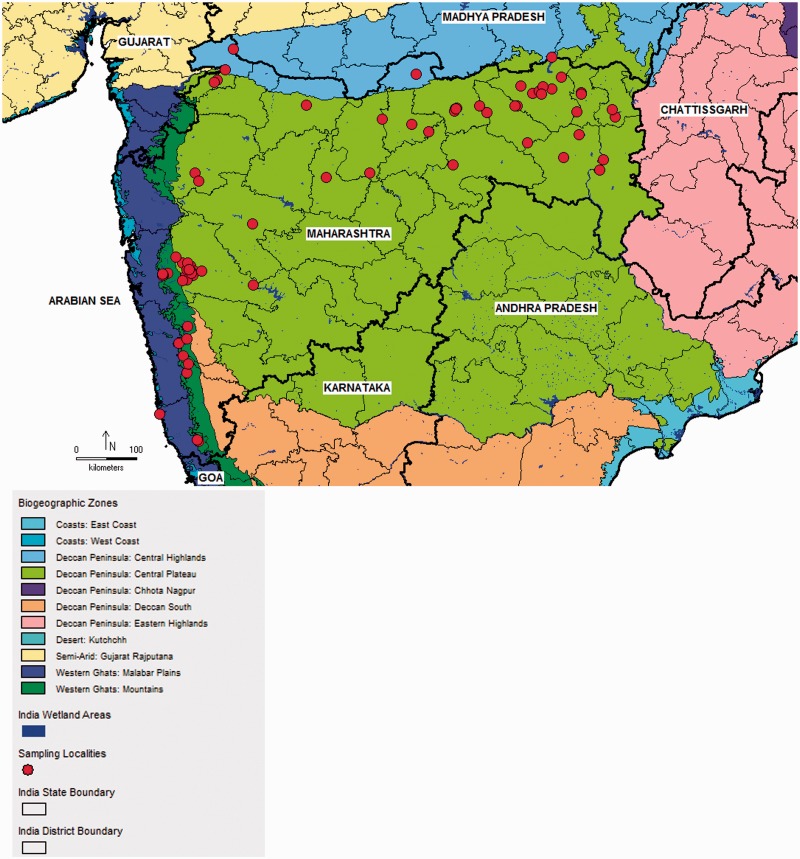 MADHYA PRADESH
GUJARAT
CHATTISSGARH
MAHARASHTRA
ARABIAN SEA
ANDHRA PRADESH
KARNATAKA
N
0 100
kilometers
GOA
Biogeographic Zones
Coasts: East Coast
Coasts: West Coast
Deccan Peninsula: Central Highlands
Deccan Peninsula: Central Plateau
Deccan Peninsula: Chhota Nagpur
Deccan Peninsula: Deccan South
Deccan Peninsula: Eastern Highlands
Desert: Kutchchh
Semi-Arid: Gujarat Rajputana
Western Ghats: Malabar Plains
Western Ghats: Mountains
India Wetland Areas
Sampling Localities
India State Boundary
India District Boundary